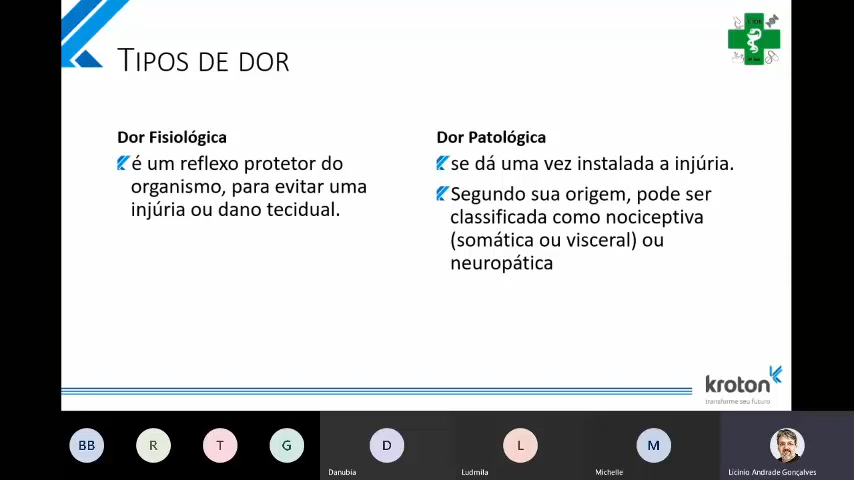 TIPOS DE DOR
Dor Fisiológica
é um reflexo protetor do
organismo, para evitar uma
injúria ou dano tecidual.
Dor Patológica
se dá uma vez instalada a injúria.
Segundo sua origem, pode ser
classificada como nociceptiva
(somática ou visceral) ou
neuropática
kroton
transforme seu futuro
BB
R
T
G
D
Danubia
L
Ludmila
M
Michelle
Licinio Andrade Gonçalves